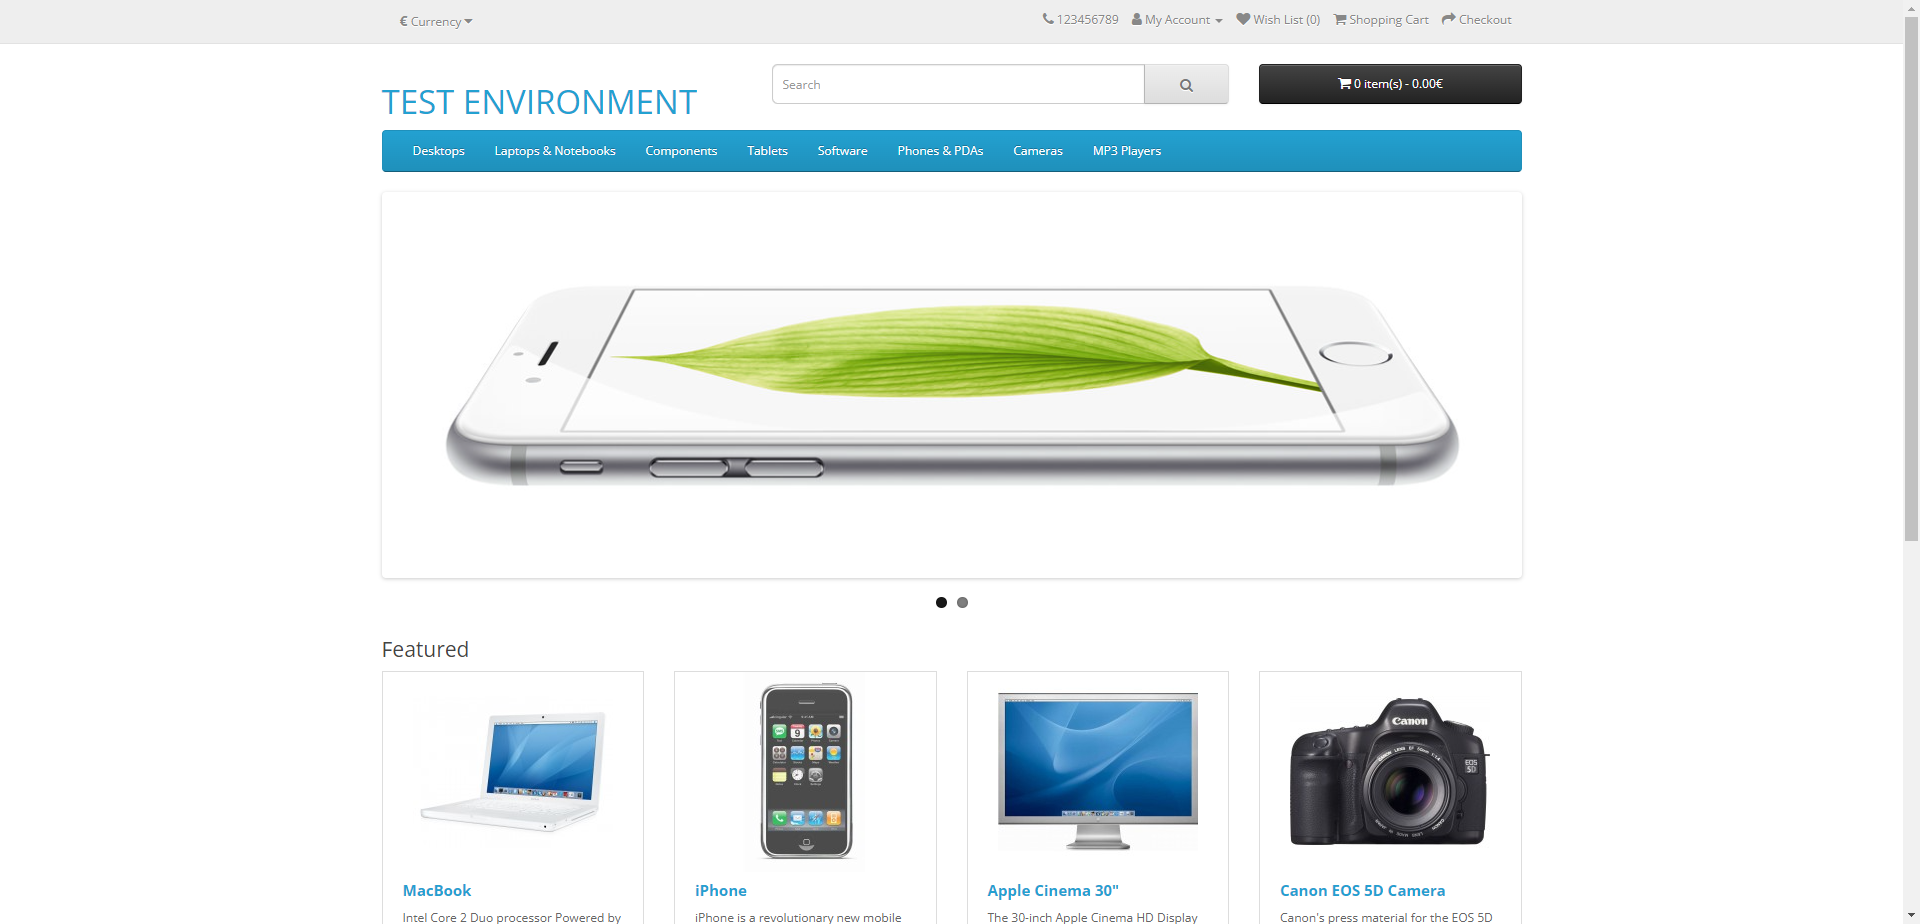 € Currency
123456789 My Account Wish List (0) Shopping Cart Checkout
TEST ENVIRONMENT
Search
0 item(s) - 0.00€
Desktops Laptops & Notebooks Components Tablets Software Phones & PDAs Cameras MP3 Players
Featured
Canon
EOS
5D
MacBook
iPhone
Apple Cinema 30"
Canon EOS 5D Camera
Intel Core 2 Duo processor Powered by
iPhone is a revolutionary new mobile
The 30-inch Apple Cinema HD Display
Canon's press material for the EOS 5D